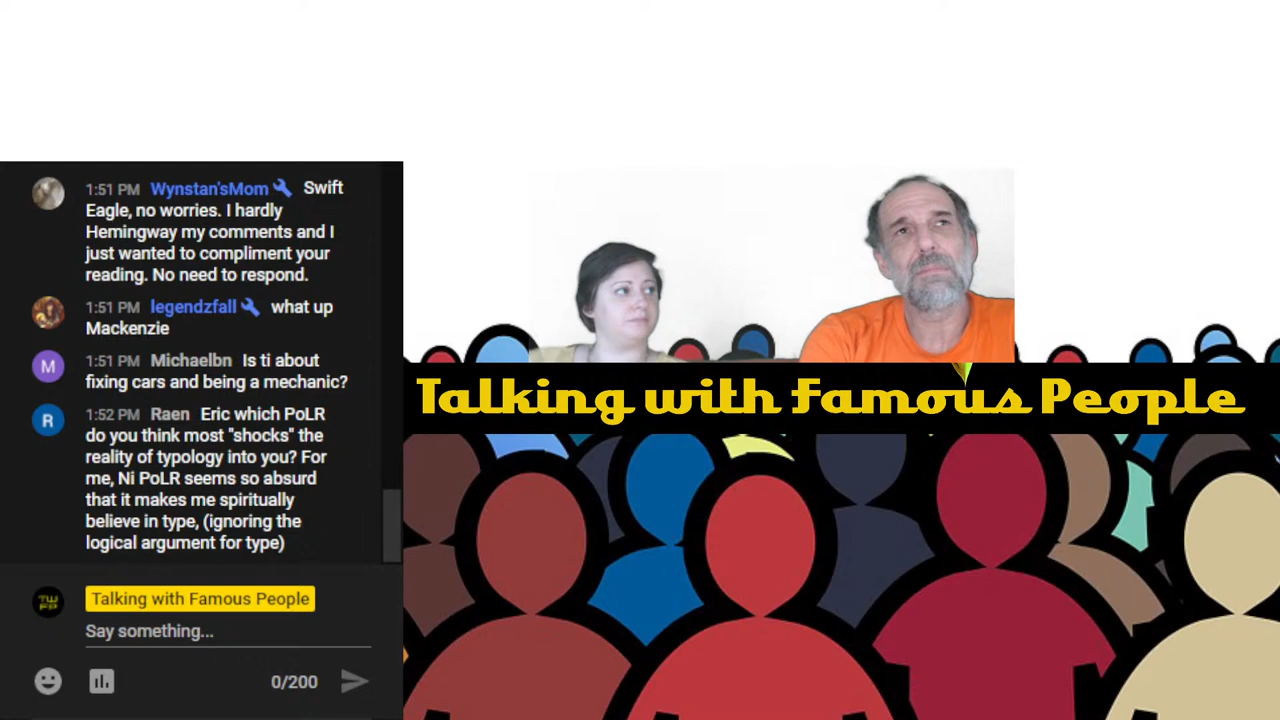 1:51 PM Wynstan'sMom Swift
Eagle, no worries. I hardly
Hemingway my comments and I
just wanted to compliment your
reading. No need to respond.
1:51 PM legendzfall what up
Mackenzie
M 1:51 PM Michaelbn Is ti about
fixing cars and being a mechanic?
R 1:52 PM Raen Eric which PoLR
do you think most "shocks" the
reality of typology into you? For
me, Ni PoLR seems so absurd
that it makes me spiritually
believe in type, (ignoring the
logical argument for type)
TW
FP
Talking with Famous People
Say something...
0/200
Talking with Famous People